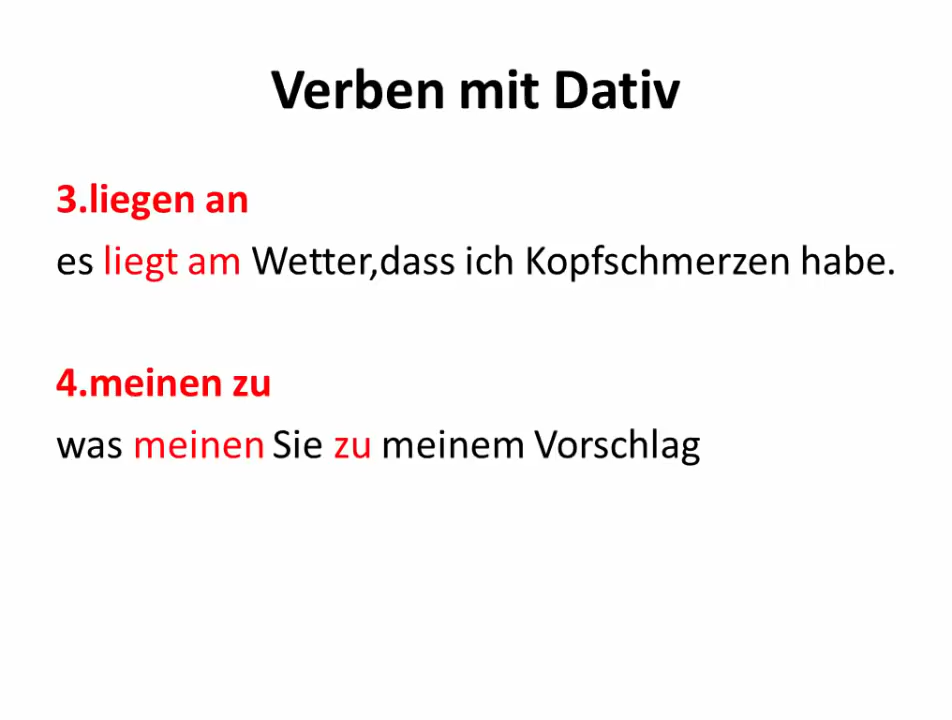 Verben mit Dativ
3.liegen an
es liegt am Wetter,dass ich Kopfschmerzen habe.
4.meinen zu
was meinen Sie zu meinem Vorschlag